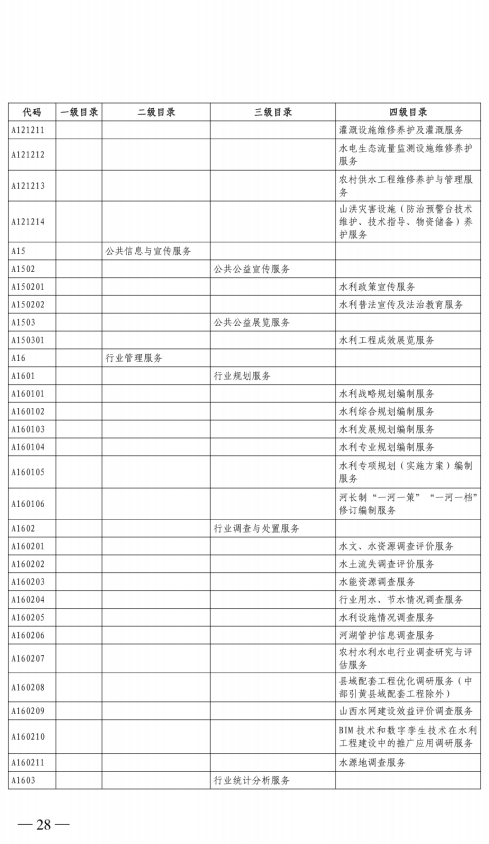 代码 一级目录 二级目录 三级目录 四级目录
A121211 灌溉设施维修养护及灌溉服务
A121212 水电生态流量监测设施维修养护
服务
A121213 农村供水工程维修养护与管理服
务
A121214 山洪灾害设施（防治预警台技术
维护、技术指导、物资储备）养
护服务
A15 公共信息与宣传服务
A1502 公共公益宣传服务
A150201 水利政策宣传服务
A150202 水利普法宣传及法治教育服务
A1503 公共公益展览服务
A150301 水利工程成效展览服务
A16 行业管理服务
A1601 行业规划服务
A160101 水利战略规划编制服务
A160102 水利综合规划编制服务
A160103 水利发展规划编制服务
A160104 水利专业规划编制服务
A160105 水利专项规划（实施方案）编制
服务
A160106 河长制“一河一策” “一河一档”
修订编制服务
A1602 行业调查与处置服务
A160201 水文、水资源调查评价服务
A160202 水土流失调查评价服务
A160203 水能资源调查服务
A160204 行业用水、节水情况调查服务
A160205 水利设施情况调查服务
A160206 河湖管护信息调查服务
A160207 农村水利水电行业调查研究与评
估服务
A160208 县域配套工程优化调研服务（中
部引黄县域配套工程除外）
A160209 山西水网建设效益评价调查服务
A160210 BIM 技术和数字孪生技术在水利
工程建设中的推广应用调研服务
A160211 水源地调查服务
A1603 行业统计分析服务
— 28 —